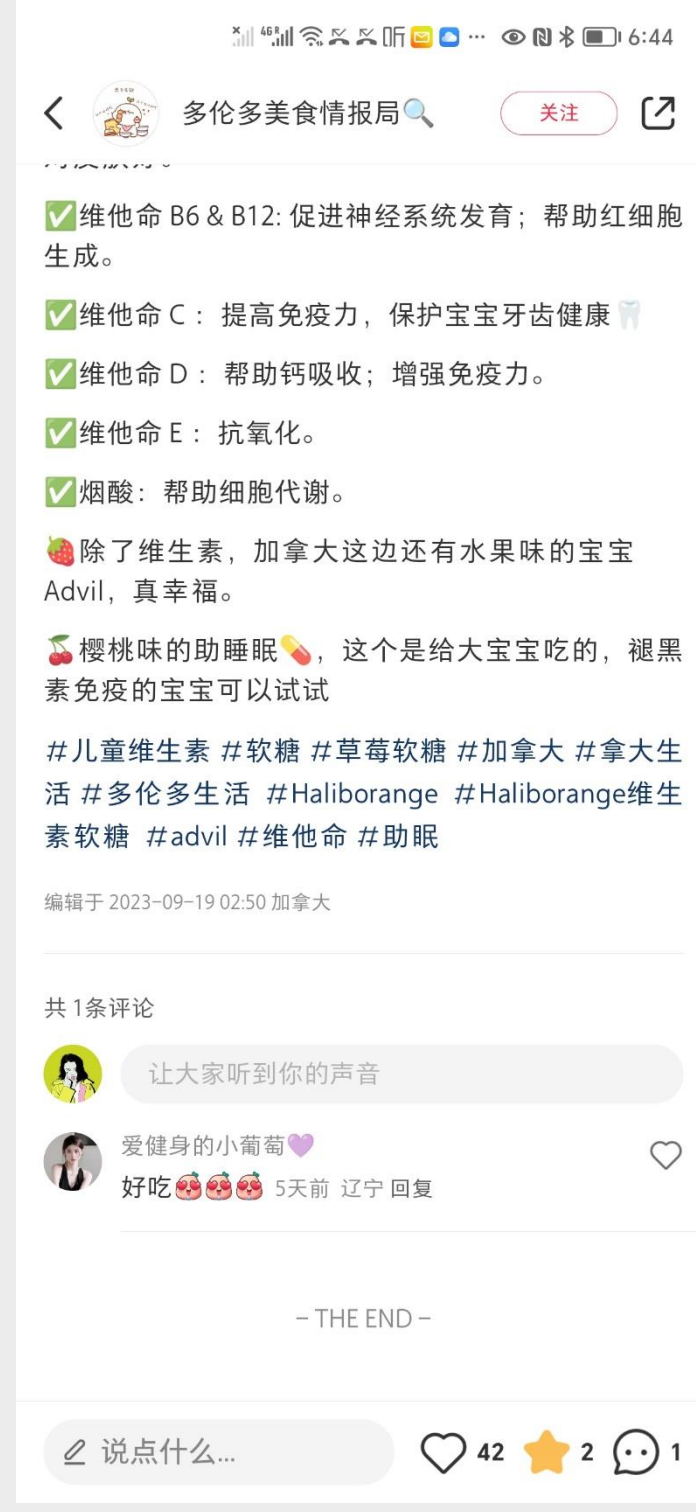 4G R 听 ... 6:44
多伦多美食情报局 关注
✅维他命 B6 & B12: 促进神经系统发育；帮助红细胞
生成。
✅维他命 C ：提高免疫力，保护宝宝牙齿健康🦷
✅维他命 D ：帮助钙吸收；增强免疫力。
✅维他命 E ：抗氧化。
✅烟酸：帮助细胞代谢。
🍓除了维生素，加拿大这边还有水果味的宝宝
Advil，真幸福。
🍒樱桃味的助睡眠💊，这个是给大宝宝吃的，褪黑
素免疫的宝宝可以试试
#儿童维生素 #软糖 #草莓软糖 #加拿大 #拿大生
活 #多伦多生活 #Haliborange #Haliborange维生
素软糖 #advil #维他命 #助眠
编辑于 2023-09-19 02:50 加拿大
共 1条评论
让大家听到你的声音
爱健身的小葡萄💜
好吃 5天前 辽宁 回复
- THE END -
说点什么... 42 2 1